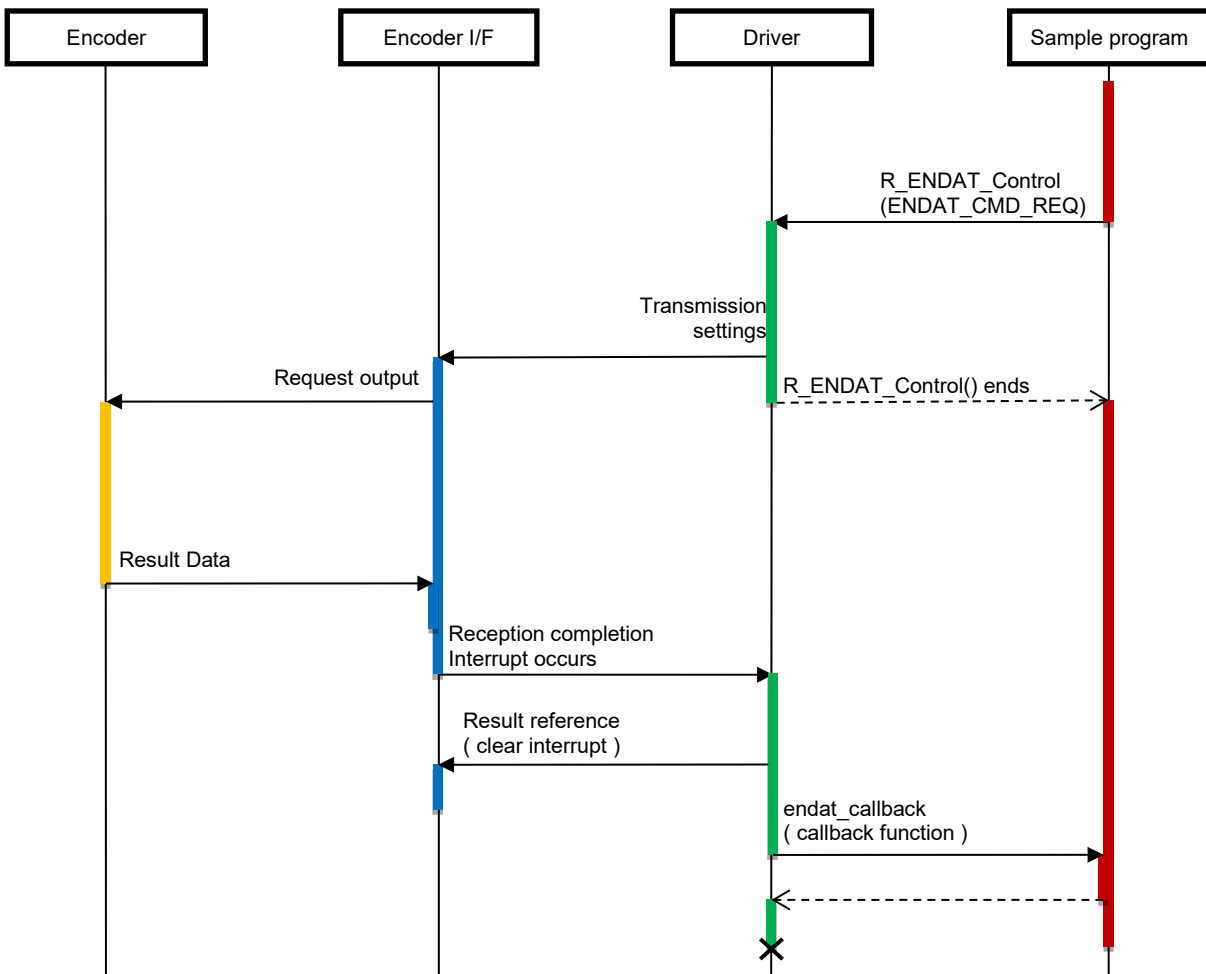 Encoder
Encoder I/F
Driver
Sample program
R_ENDAT_Control
(ENDAT_CMD_REQ)
Transmission
settings
Request output
R_ENDAT_Control() ends
Result Data
Reception completion
Interrupt occurs
Result reference
( clear interrupt )
endat_callback
( callback function )